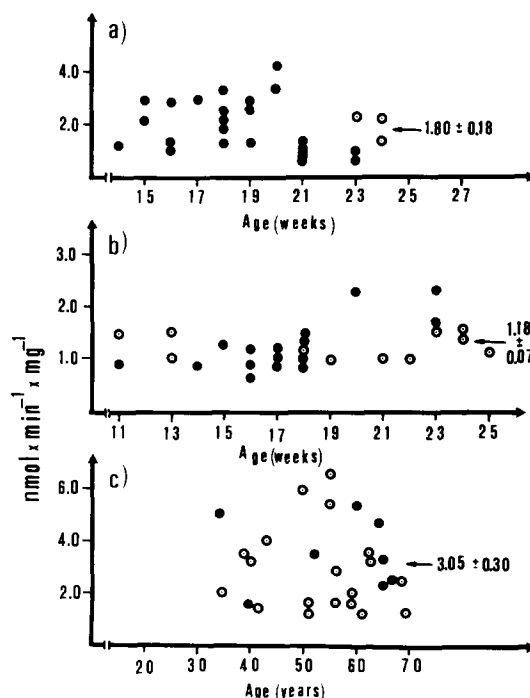 a)
4.0
2.0
1.80 ± 0.18
15 17 19 21 23 25 27
Age (weeks)
b)
3.0
2.0
1.0
1.18
±
0.07
11 13 15 17 19 21 23 25
Age (weeks)
nmol x min⁻¹ x mg⁻¹
c)
6.0
4.0
2.0
3.05 ± 0.30
20 30 40 50 60 70
Age (years)